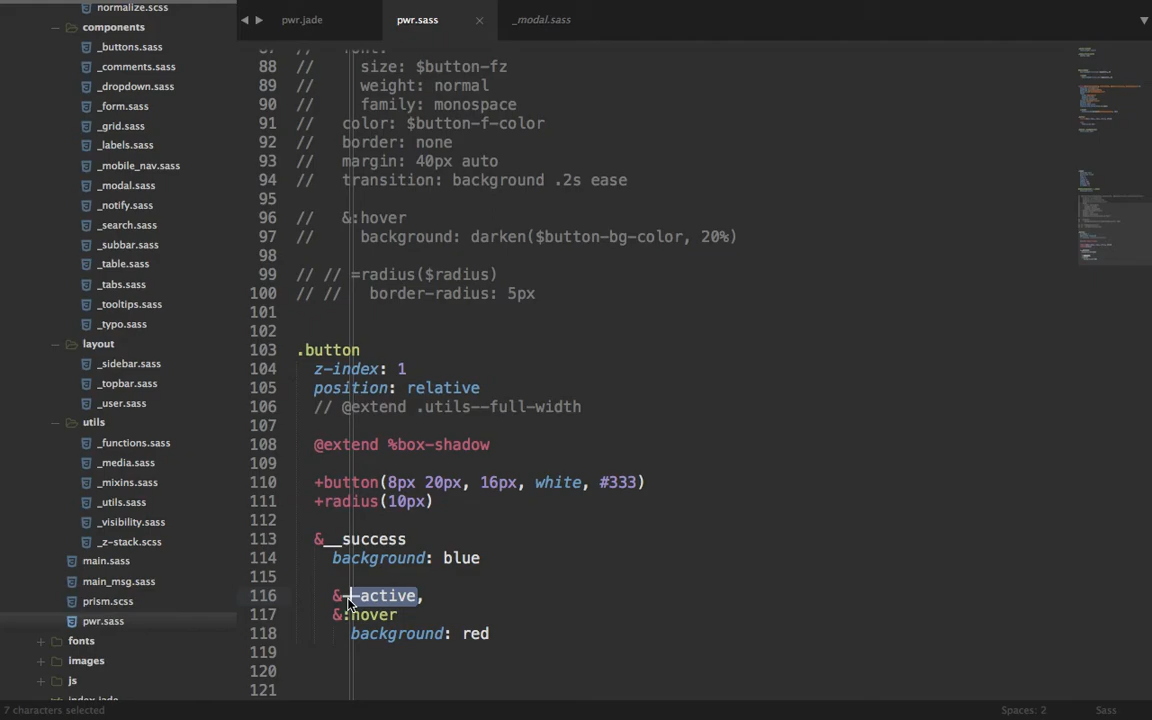 normalize.scss
components
_buttons.sass
_comments.sass
_dropdown.sass
_form.sass
_grid.sass
_labels.sass
_mobile_nav.sass
_modal.sass
_notify.sass
_search.sass
_subbar.sass
_table.sass
_tabs.sass
_tooltips.sass
_typo.sass
layout
_sidebar.sass
_topbar.sass
_user.sass
utils
_functions.sass
_media.sass
_mixins.sass
_utils.sass
_visibility.sass
_z-stack.scss
main.sass
main_msg.sass
prism.scss
pwr.sass
fonts
images
js
index.jade
pwr.jade
pwr.sass
_modal.sass
87 // font:
88 // size: $button-fz
89 // weight: normal
90 // family: monospace
91 // color: $button-f-color
92 // border: none
93 // margin: 40px auto
94 // transition: background .2s ease
95
96 // &:hover
97 // background: darken($button-bg-color, 20%)
98
99 // // =radius($radius)
100 // // border-radius: 5px
101
102
103 .button
104 z-index: 1
105 position: relative
106 // @extend .utils--full-width
107
108 @extend %box-shadow
109
110 +button(8px 20px, 16px, white, #333)
111 +radius(10px)
112
113 &__success
114 background: blue
115
116 &--active,
117 &:hover
118 background: red
119
120
121
7 characters selected
Spaces: 2
Sass